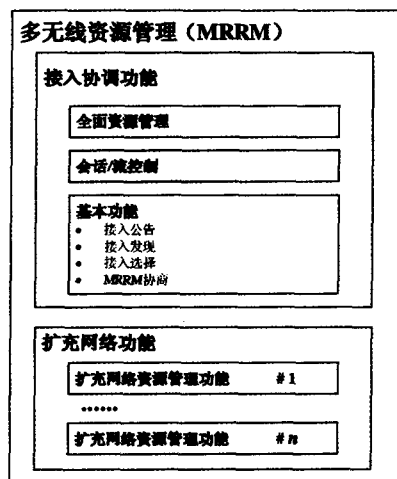 多无线资源管理（MRRM）
接入协调功能
全面资源管理
会话/流控制
基本功能
• 接入公告
• 接入发现
• 接入选择
• MRRM协商
扩充网络功能
扩充网络资源管理功能 #1
……
扩充网络资源管理功能 #n